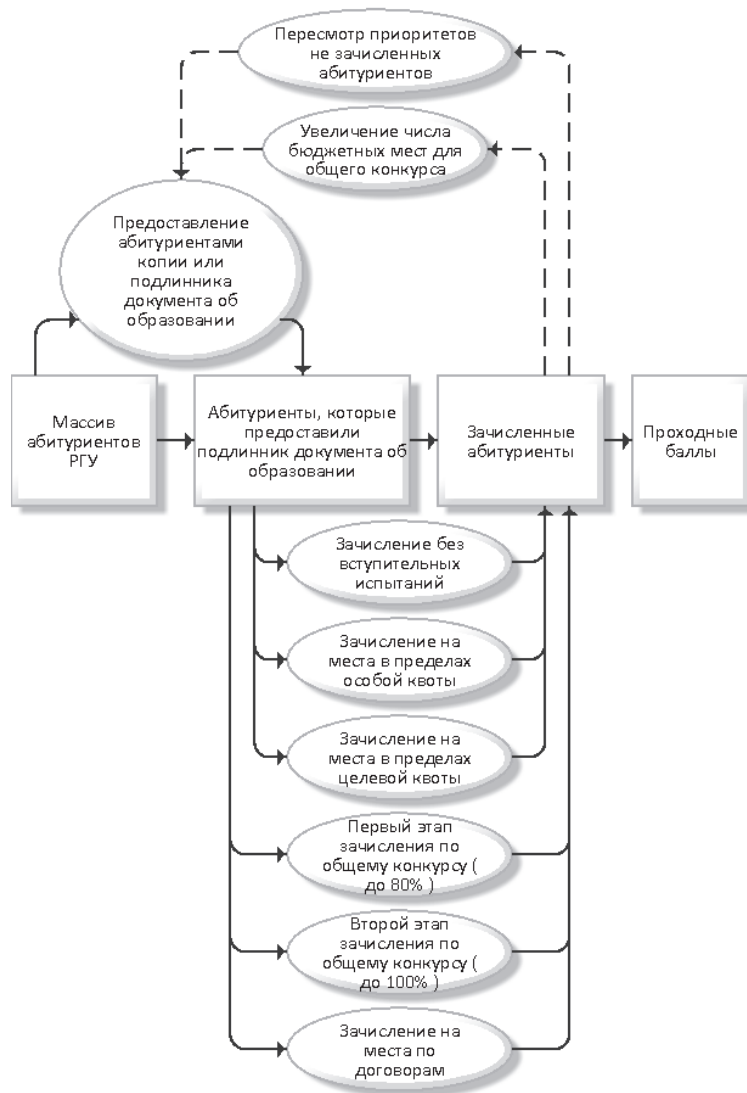 Пересмотр приоритетов
не зачисленных
абитуриентов
Увеличение числа
бюджетных мест для
общего конкурса
Предоставление
абитуриентами
копии или
подлинника
документа об
образовании
Массив
абитуриентов
РГУ
Абитуриенты, которые
предоставили
подлинник документа об
образовании
Зачисленные
абитуриенты
Проходные
баллы
Зачисление без
вступительных
испытаний
Зачисление на
места в пределах
особой квоты
Зачисление на
места в пределах
целевой квоты
Первый этап
зачисления по
общему конкурсу (
до 80% )
Второй этап
зачисления по
общему конкурсу (
до 100% )
Зачисление на
места по
договорам